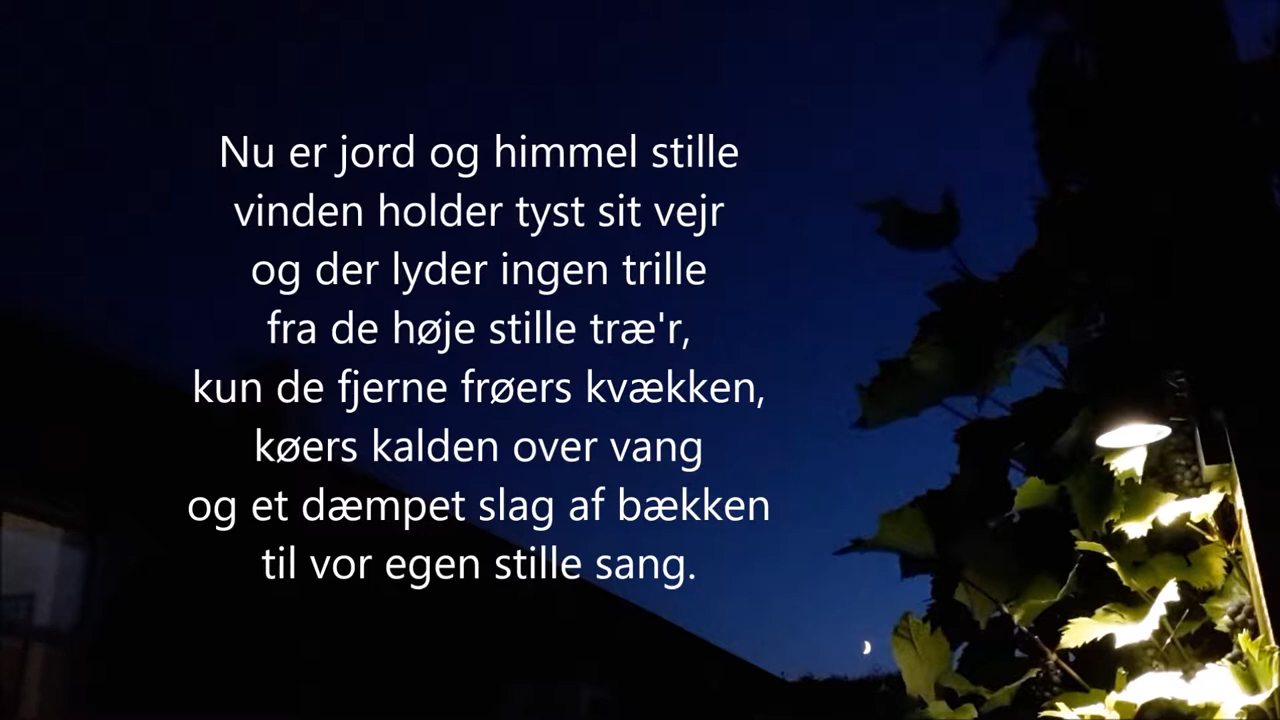 Nu er jord og himmel stille
vinden holder tyst sit vejr
og der lyder ingen trille
fra de høje stille træ'r,
kun de fjerne frøers kvækken,
køers kalden over vang
og et dæmpet slag af bækken
til vor egen stille sang.